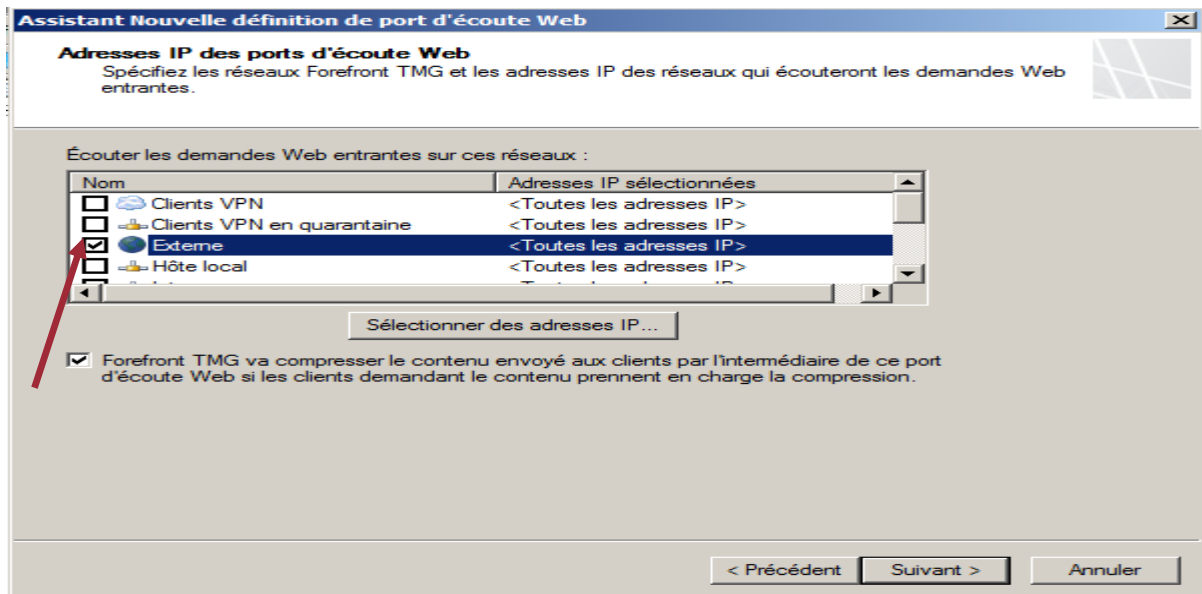 Assistant Nouvelle définition de port d'écoute Web
Adresses IP des ports d'écoute Web
Spécifiez les réseaux Forefront TMG et les adresses IP des réseaux qui écouteront les demandes Web
entrantes.
Écouter les demandes Web entrantes sur ces réseaux :
Nom Adresses IP sélectionnées
Clients VPN <Toutes les adresses IP>
Clients VPN en quarantaine <Toutes les adresses IP>
Externe <Toutes les adresses IP>
Hôte local <Toutes les adresses IP>
Sélectionner des adresses IP...
Forefront TMG va compresser le contenu envoyé aux clients par l'intermédiaire de ce port
d'écoute Web si les clients demandant le contenu prennent en charge la compression.
< Précédent Suivant > Annuler